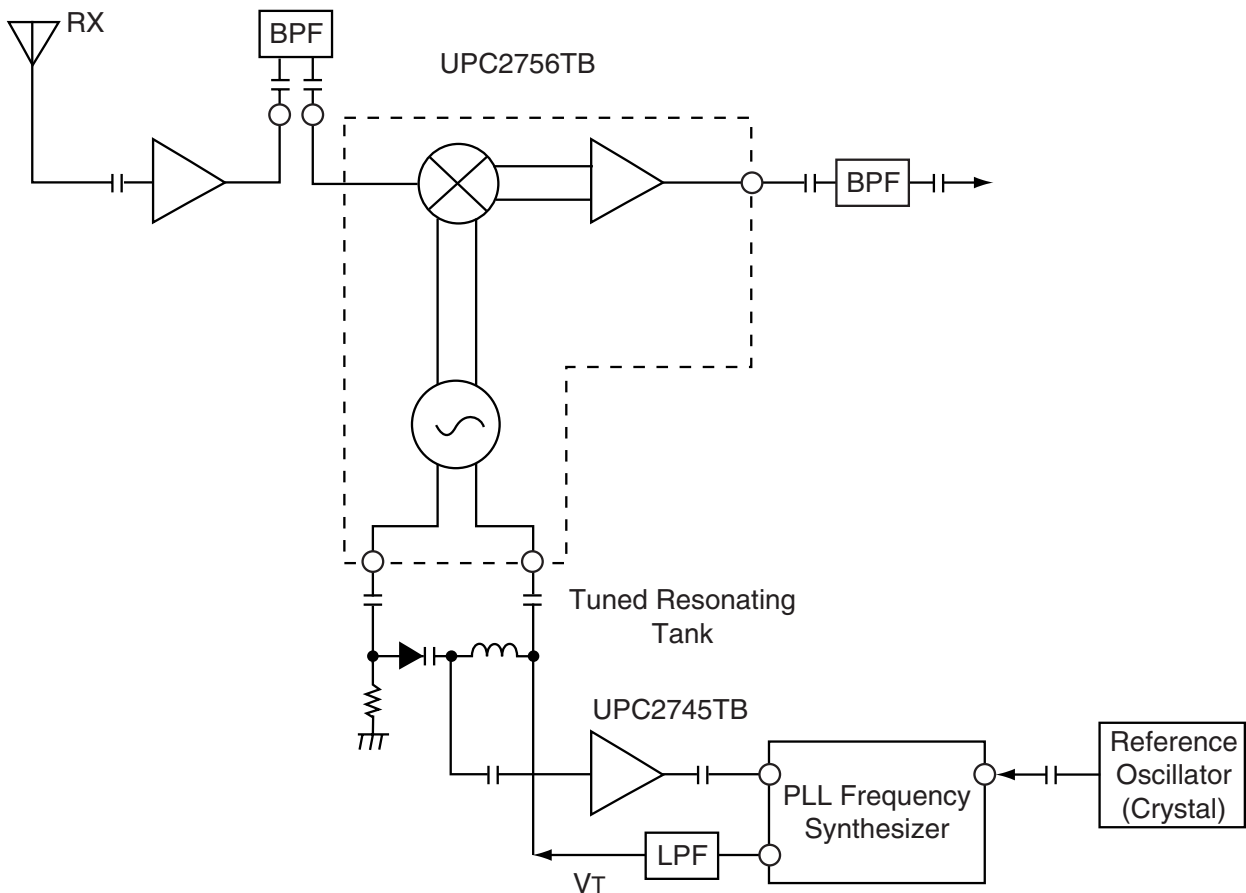 RX
BPF
UPC2756TB
BPF
Tuned Resonating
Tank
UPC2745TB
PLL Frequency
Synthesizer
Reference
Oscillator
(Crystal)
LPF
VT